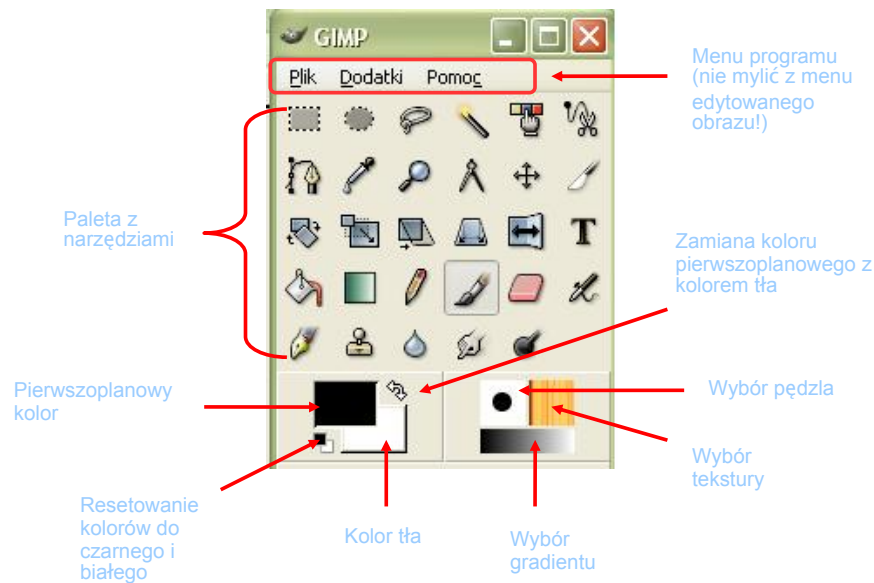 GIMP
Plik Dodatki Pomoc
Menu programu
(nie mylić z menu
edytowanego
obrazu!)
Paleta z
narzędziami
Zamiana koloru
pierwszoplanowego z
kolorem tła
Pierwszoplanowy
kolor
Wybór pędzla
Wybór
tekstury
Resetowanie
kolorów do
czarnego i
białego
Kolor tła
Wybór
gradientu